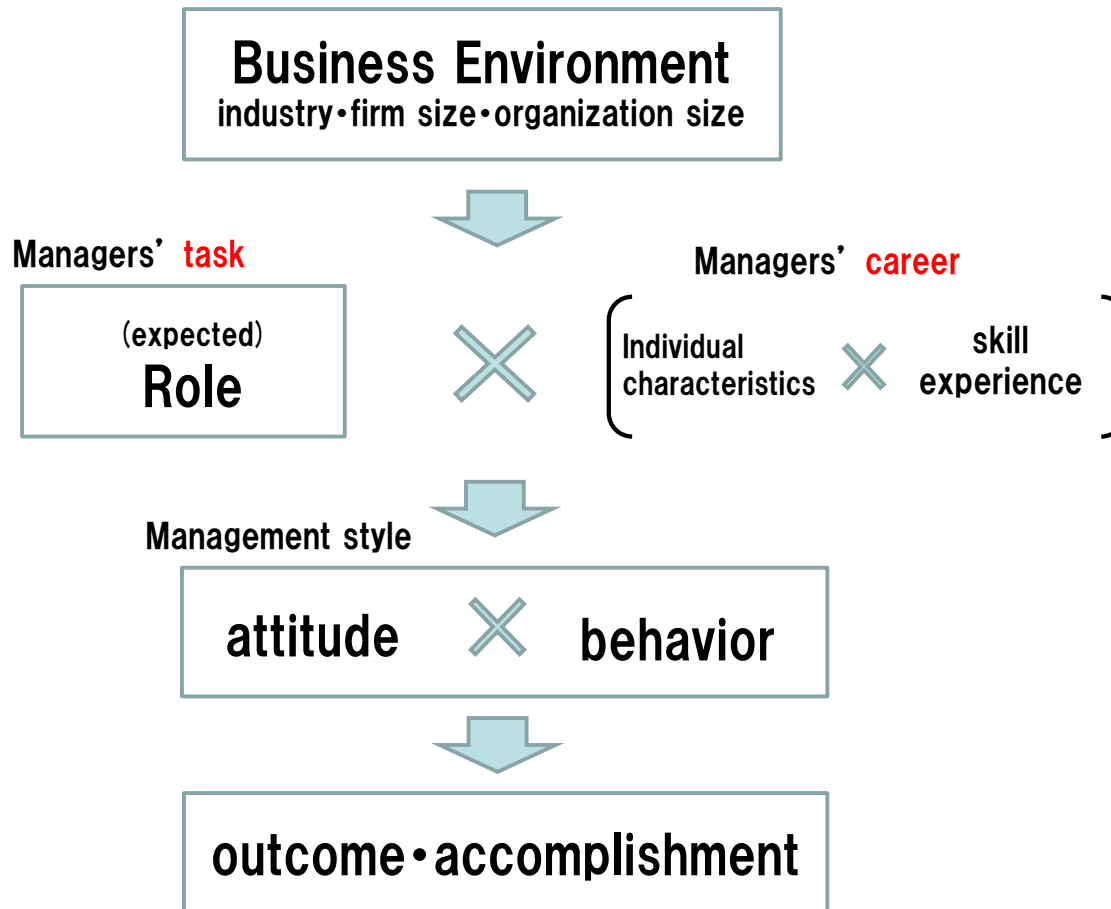 Business Environment
industry・firm size・organization size
Managers’ task
Managers’ career
(expected)
Role
Individual
characteristics
skill
experience
Management style
attitude
behavior
outcome・accomplishment